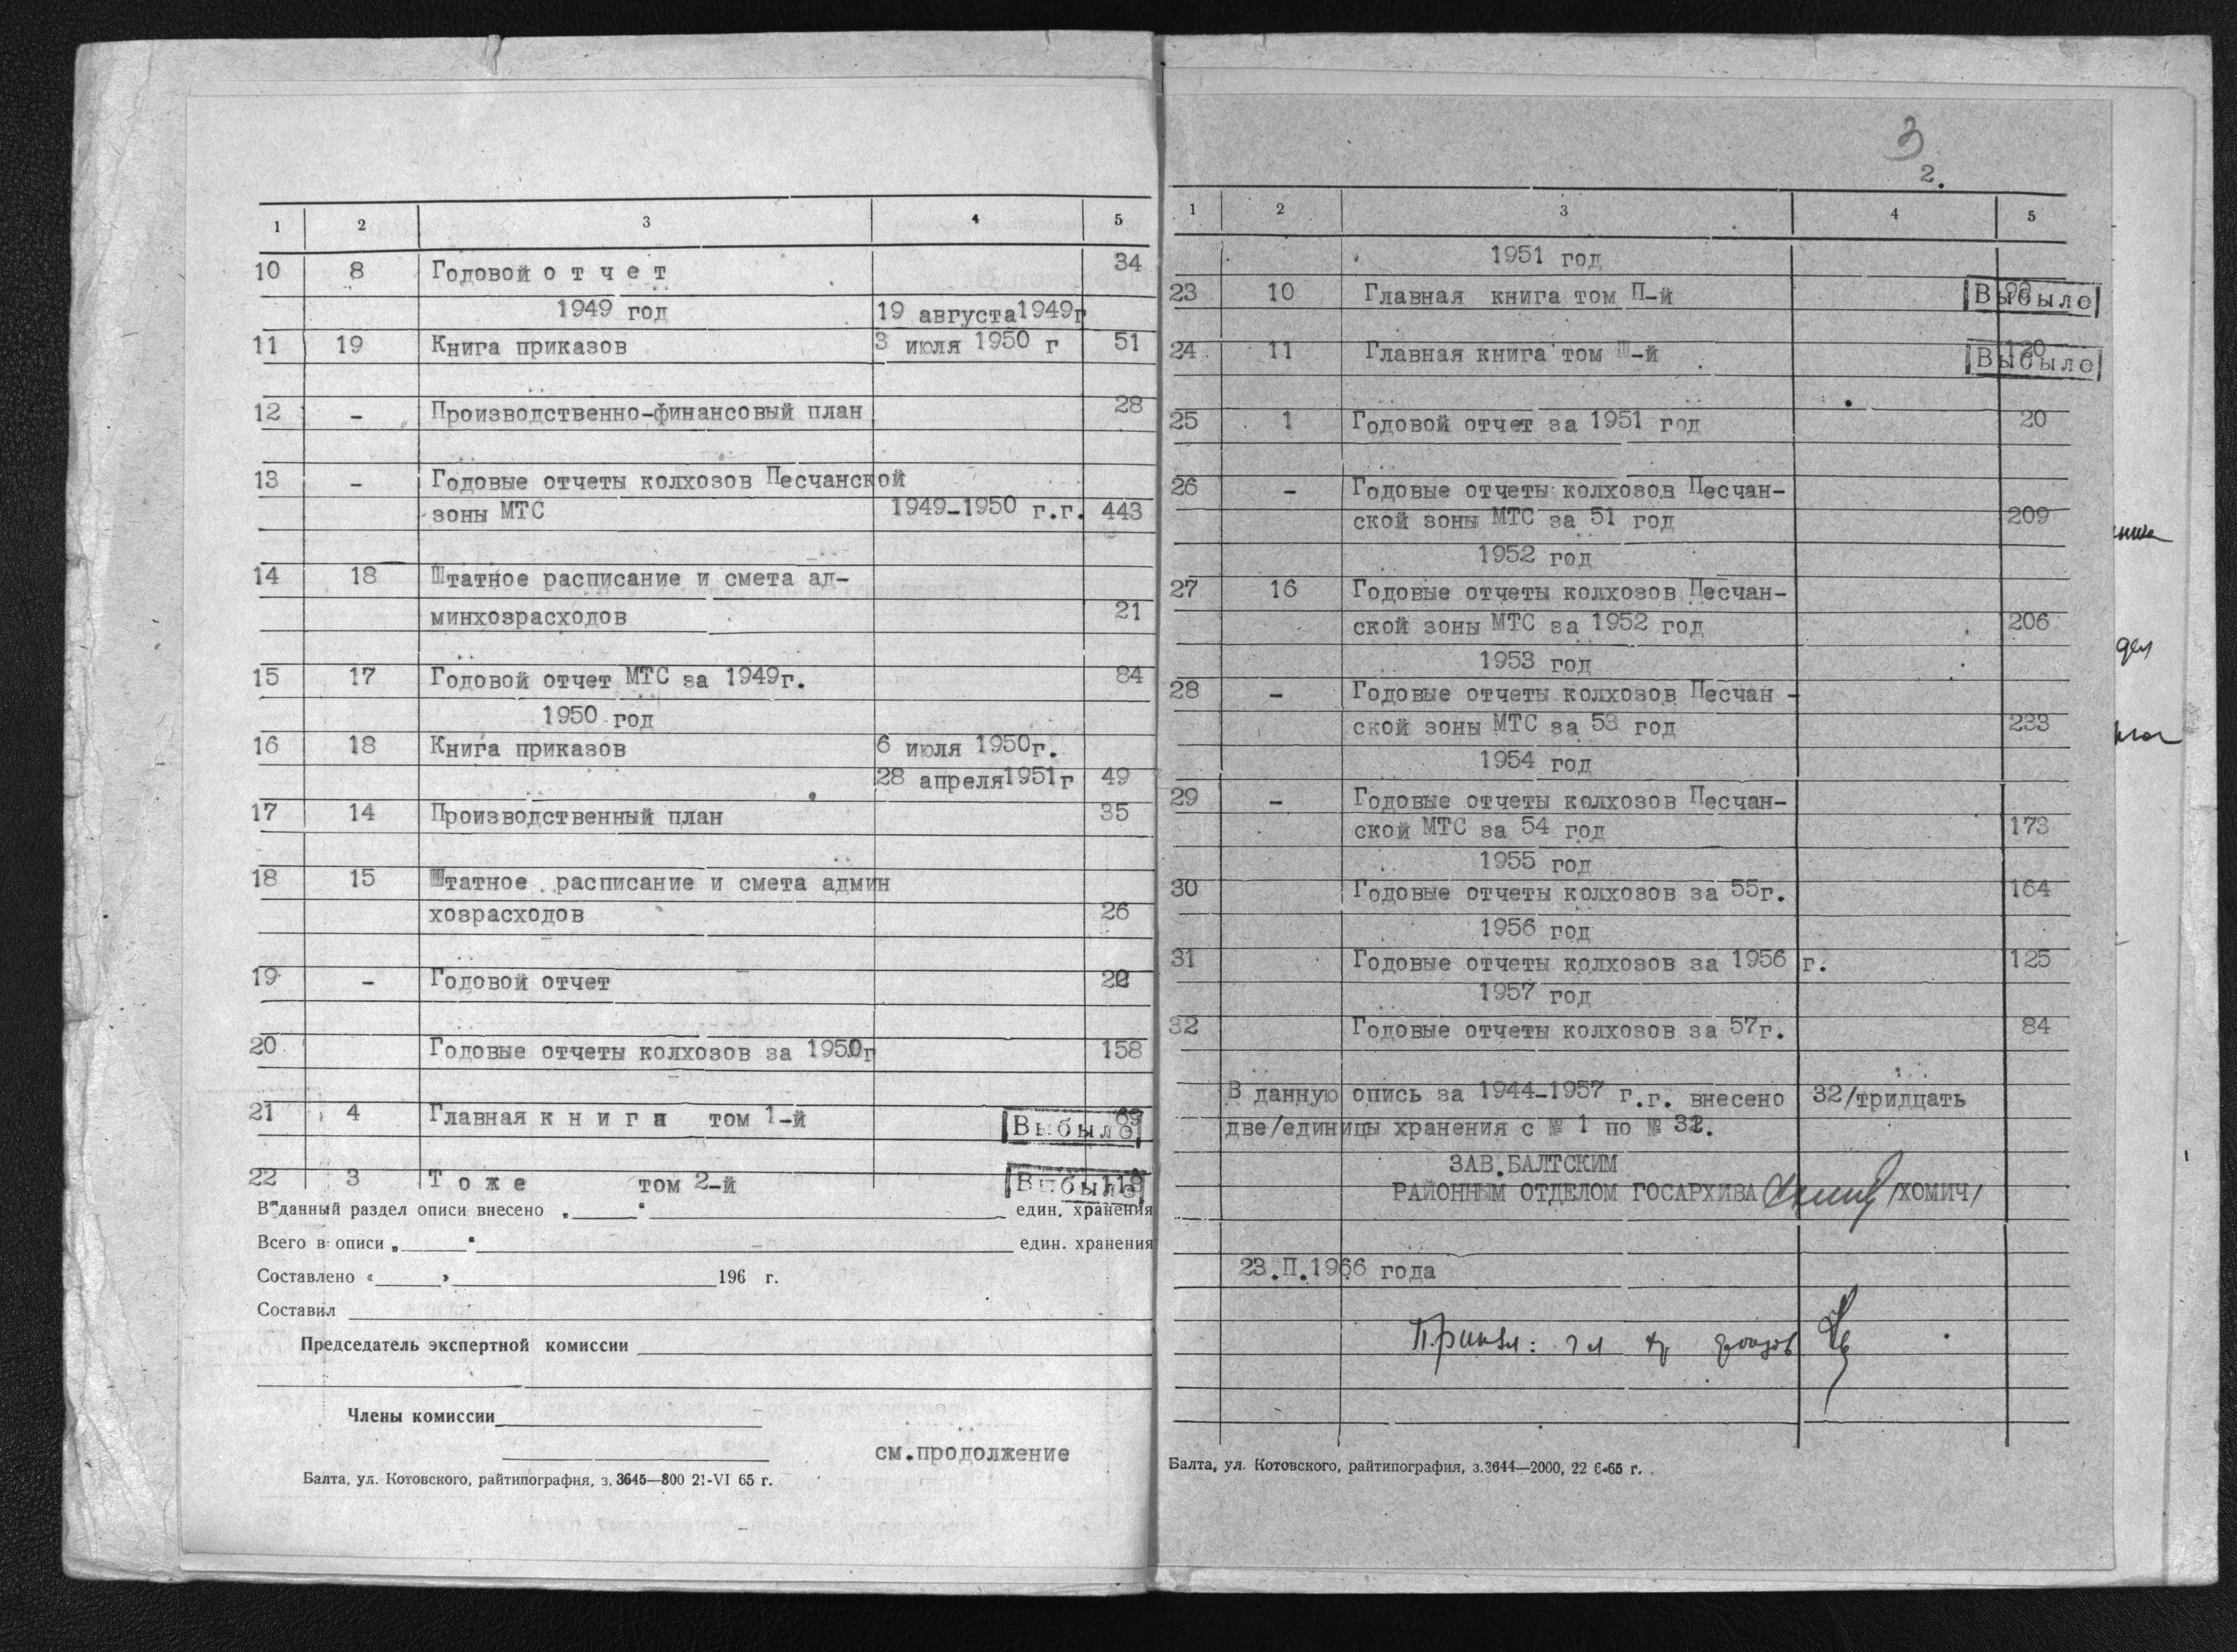 1 2 3 4 5
10 8 Годовой о т ч е т 34
1949 год 19 августа1949г
11 19 Книга приказов 3 июля 1950 г 51
12 – Производственно-финансовый план 28
13 – Годовые отчеты колхозов Песчанской
зоны МТС 1949-1950 г.г. 443
14 18 Штатное расписание и смета ад-
минхозрасходов 21
15 17 Годовой отчет МТС за 1949г. 84
1950 год
16 18 Книга приказов 6 июля 1950г.
28 апреля1951г 49
17 14 Производственный план 35
18 15 Штатное расписание и смета админ
хозрасходов 26
19 – Годовой отчет
20 Годовые отчеты колхозов за 1950г 158
21 4 Главная к н и г и том 1-й Выбыло
22 3 Т о ж е том 2-й Выбыло
В данный раздел описи внесено „ “ един. хранения
Всего в описи „ “ един. хранения
Составлено « » 196 г.
Составил
Председатель экспертной комиссии
Члены комиссии
см.продолжение
Балта, ул. Котовского, райтипография, з. 3645—800 21-VI 65 г.
3
2.
1 2 3 4 5
1951 год
23 10 Главная книга том П-й Выбыло
24 11 Главная книга том Ш-й 120 Выбыло
25 1 Годовой отчет за 1951 год 20
26 – Годовые отчеты колхозов Песчан-
ской зоны МТС за 51 год 209
1952 год
27 16 Годовые отчеты колхозов Песчан-
ской зоны МТС за 1952 год 206
1953 год
28 – Годовые отчеты колхозов Песчан -
ской зоны МТС за 53 год 233
1954 год
29 – Годовые отчеты колхозов Песчан-
ской МТС за 54 год 173
1955 год
30 Годовые отчеты колхозов за 55г. 164
1956 год
31 Годовые отчеты колхозов за 1956 г. 125
1957 год
32 Годовые отчеты колхозов за 57г. 84
В данную опись за 1944-1957 г.г. внесено 32/тридцать
две/единицы хранения с № 1 по № 32.
ЗАВ.БАЛТСКИМ
РАЙОННЫМ ОТДЕЛОМ ГОСАРХИВА /ХОМИЧ/
23.П.1966 года
Балта, ул. Котовского, райтипография, з.3644—2000, 22 6-65 г.